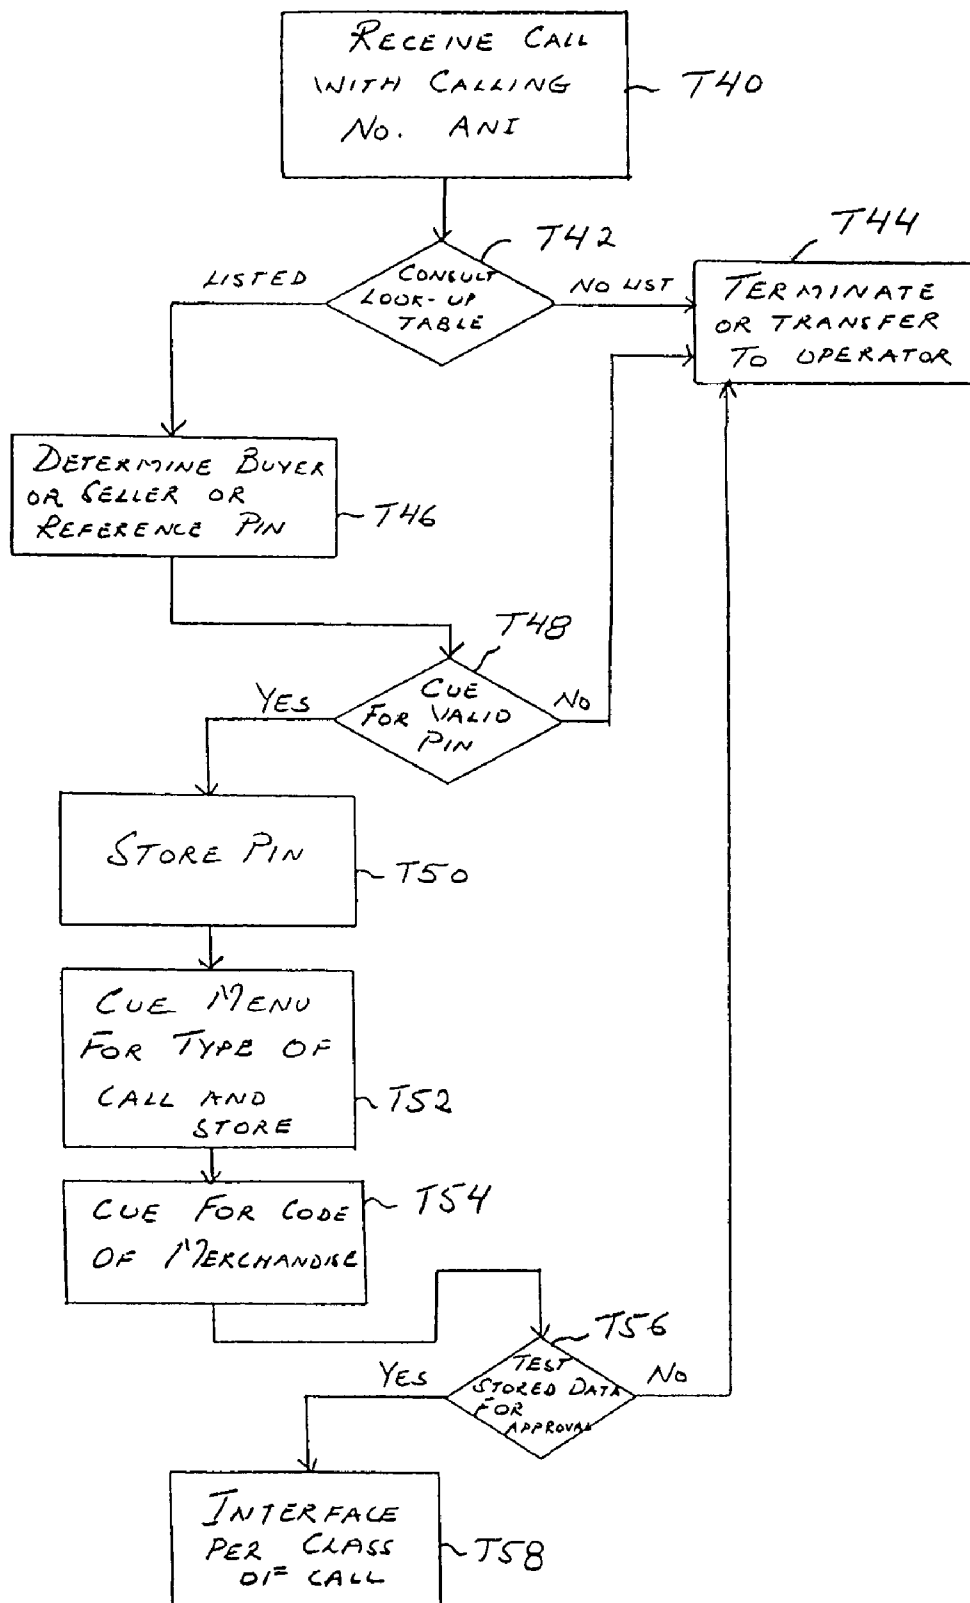 RECEIVE CALL
WITH CALLING
NO. ANI
T40
T42
CONSULT
LOOK-UP
TABLE
LISTED
NO LIST
T44
TERMINATE
OR TRANSFER
TO OPERATOR
DETERMINE BUYER
OR SELLER OR
REFERENCE PIN
T46
T48
CUE
FOR VALID
PIN
YES
NO
STORE PIN
T50
CUE MENU
FOR TYPE OF
CALL AND
STORE
T52
CUE FOR CODE
OF MERCHANDISE
T54
T56
TEST
STORED DATA
FOR
APPROVAL
YES
NO
INTERFACE
PER CLASS
OF CALL
T58